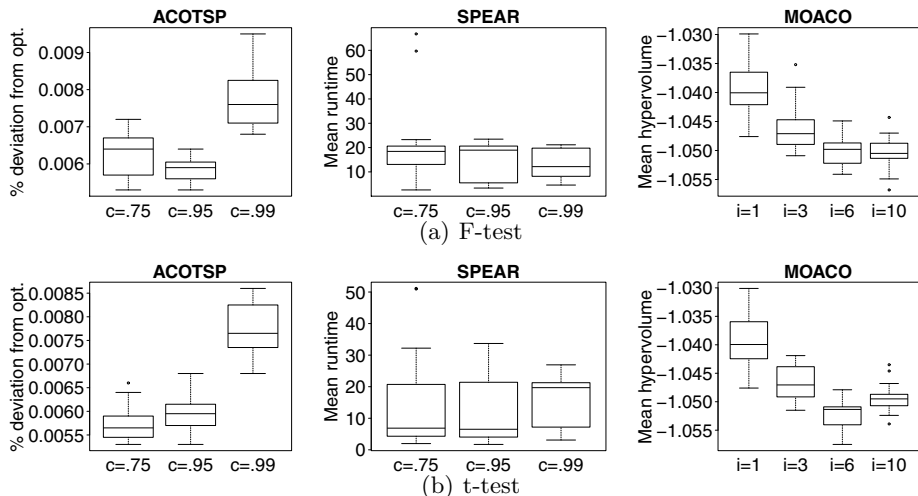 ACOTSP
SPEAR
MOACO
% deviation from opt.
0.009
0.008
0.007
0.006
c=.75 c=.95 c=.99
Mean runtime
60
50
40
30
20
10
c=.75 c=.95 c=.99
Mean hypervolume
−1.030
−1.035
−1.040
−1.045
−1.050
−1.055
i=1 i=3 i=6 i=10
(a) F-test
ACOTSP
SPEAR
MOACO
% deviation from opt.
0.0085
0.0080
0.0075
0.0070
0.0065
0.0060
0.0055
c=.75 c=.95 c=.99
Mean runtime
50
40
30
20
10
0
c=.75 c=.95 c=.99
Mean hypervolume
−1.030
−1.035
−1.040
−1.045
−1.050
−1.055
i=1 i=3 i=6 i=10
(b) t-test